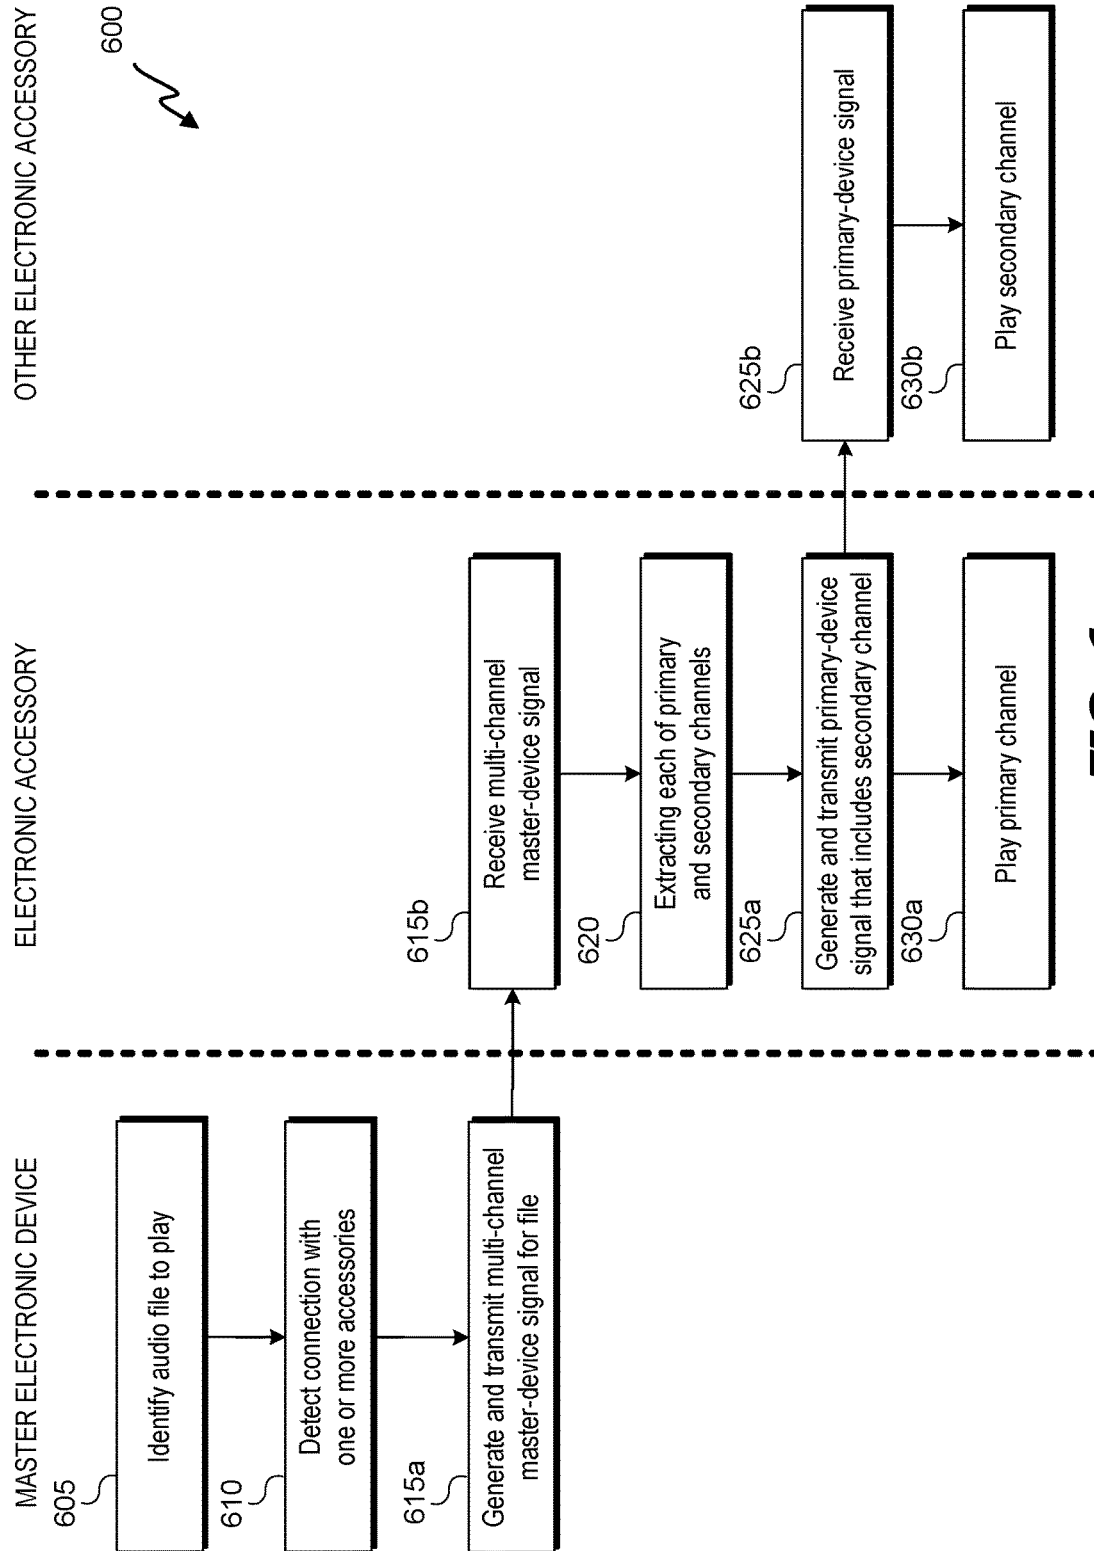 MASTER ELECTRONIC DEVICE
ELECTRONIC ACCESSORY
OTHER ELECTRONIC ACCESSORY
600
605
Identify audio file to play
610
Detect connection with
one or more accessories
615a
Generate and transmit multi-channel
master-device signal for file
615b
Receive multi-channel
master-device signal
620
Extracting each of primary
and secondary channels
625a
Generate and transmit primary-device
signal that includes secondary channel
625b
Receive primary-device signal
630a
Play primary channel
630b
Play secondary channel